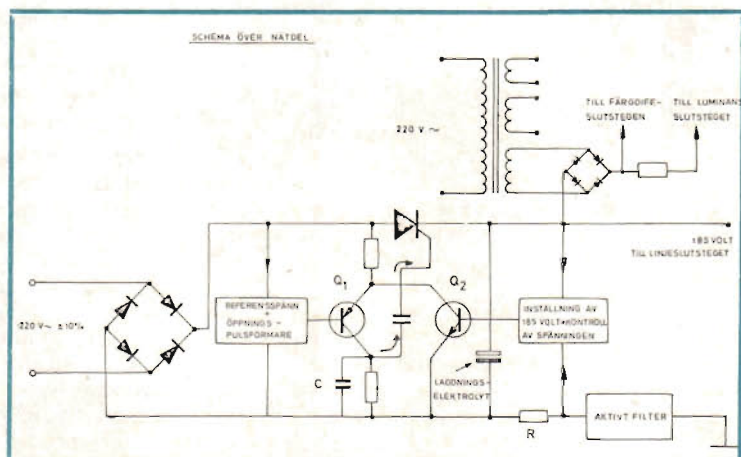 SCHEMA ÖVER NÄTDEL
TILL FÄRGDIFF-
SLUTSTEGEN
TILL LUMINANS
SLUTSTEGET
220 V ~
185 VOLT
TILL LINJESLUTSTEGET
Q1
Q2
220 V~ ±10%
REFERENSSPÄNN
+
ÖPPNINGS-
PULSFORMARE
INSTÄLLNING AV
185 VOLT+KONTROLL
AV SPÄNNINGEN
C
LADDNINGS-
ELEKTROLYT
R
AKTIVT FILTER